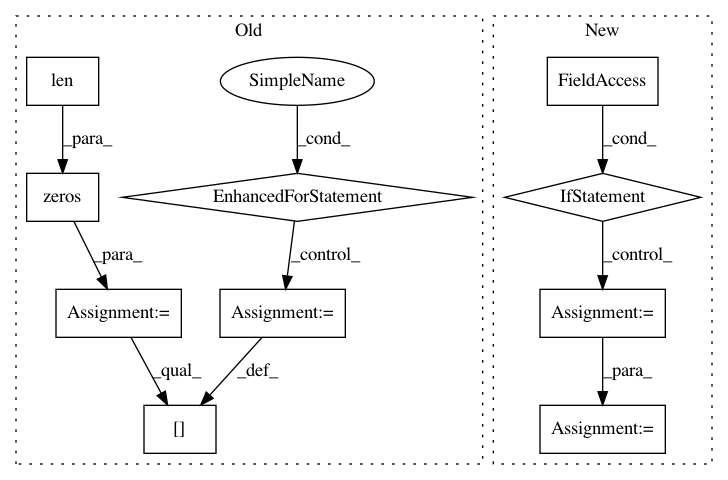 Old
New
len
SimpleName
FieldAccess
_para_
_cond_
_cond_
zeros
EnhancedForStatement
IfStatement
_para_
_control_
_control_
Assignment:=
Assignment:=
Assignment:=
_qual_
_def_
_para_
[]
Assignment:=